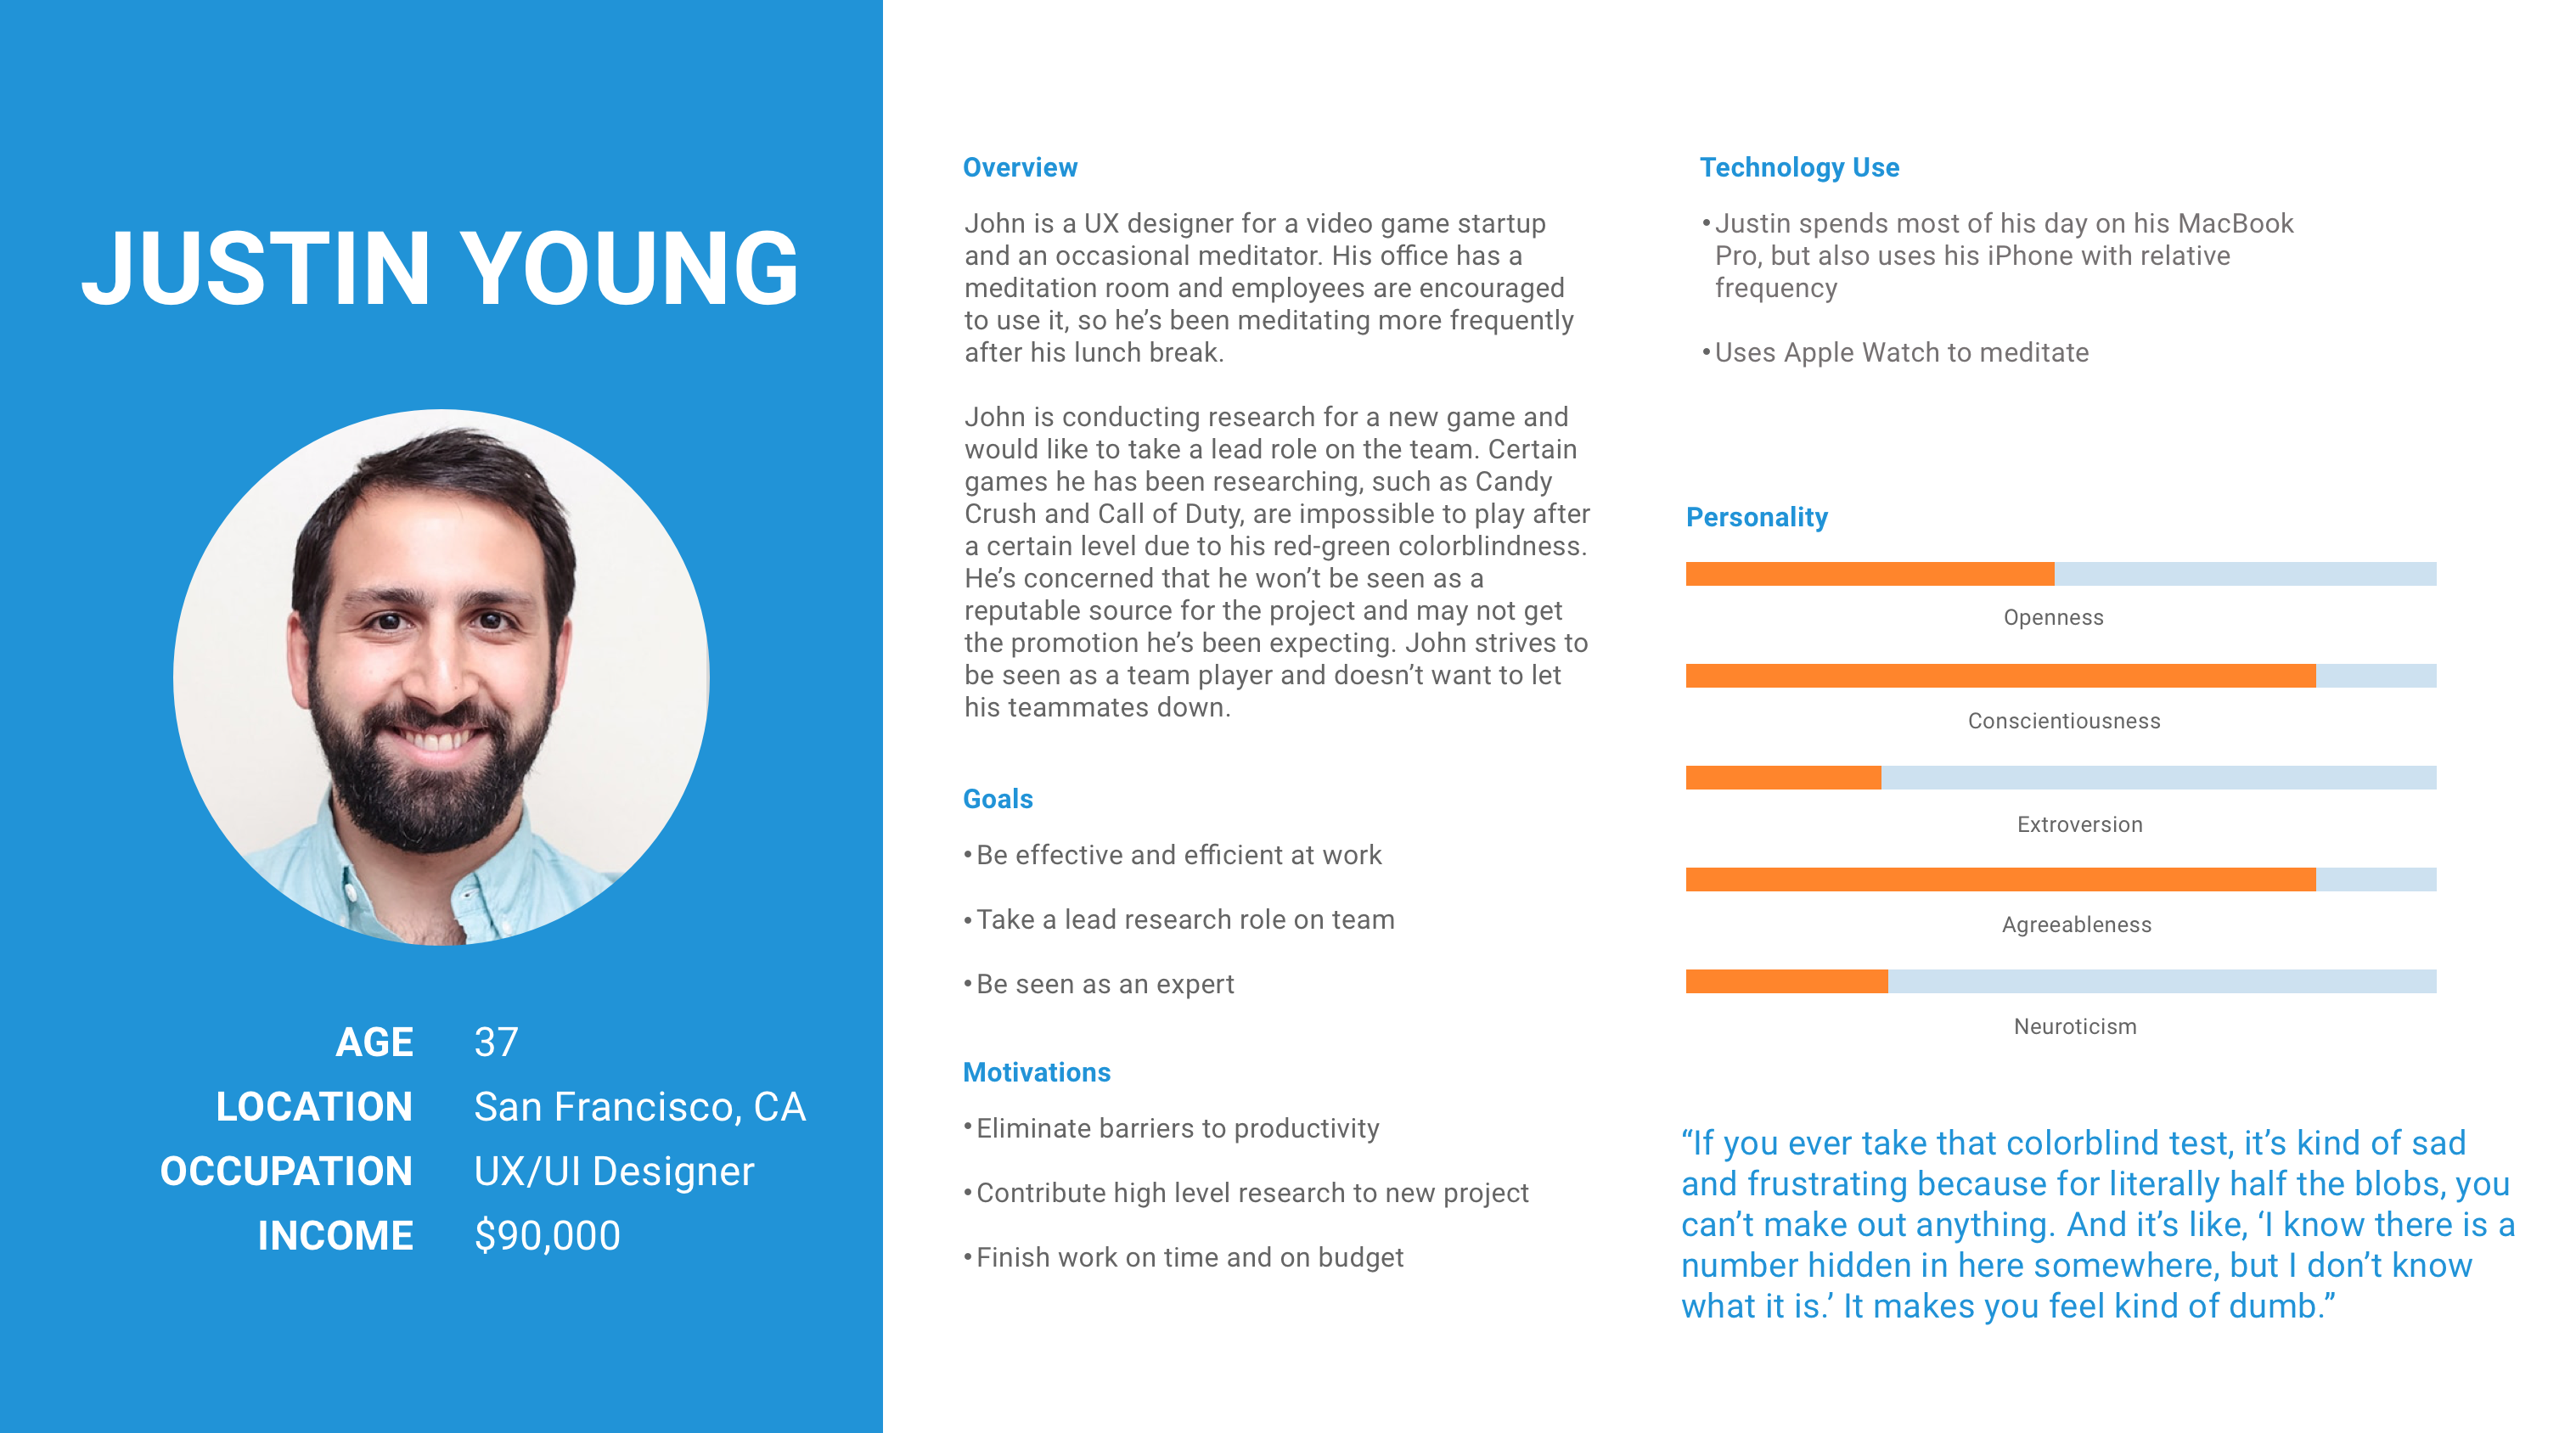 JUSTIN YOUNG
AGE 37
LOCATION San Francisco, CA
OCCUPATION UX/UI Designer
INCOME $90,000
Overview
John is a UX designer for a video game startup
and an occasional meditator. His office has a
meditation room and employees are encouraged
to use it, so he’s been meditating more frequently
after his lunch break.
John is conducting research for a new game and
would like to take a lead role on the team. Certain
games he has been researching, such as Candy
Crush and Call of Duty, are impossible to play after
a certain level due to his red-green colorblindness.
He’s concerned that he won’t be seen as a
reputable source for the project and may not get
the promotion he’s been expecting. John strives to
be seen as a team player and doesn’t want to let
his teammates down.
Goals
•Be effective and efficient at work
•Take a lead research role on team
•Be seen as an expert
Motivations
•Eliminate barriers to productivity
•Contribute high level research to new project
•Finish work on time and on budget
Technology Use
•Justin spends most of his day on his MacBook
Pro, but also uses his iPhone with relative
frequency
•Uses Apple Watch to meditate
Personality
Openness
Conscientiousness
Extroversion
Agreeableness
Neuroticism
“If you ever take that colorblind test, it’s kind of sad
and frustrating because for literally half the blobs, you
can’t make out anything. And it’s like, ‘I know there is a
number hidden in here somewhere, but I don’t know
what it is.’ It makes you feel kind of dumb.”